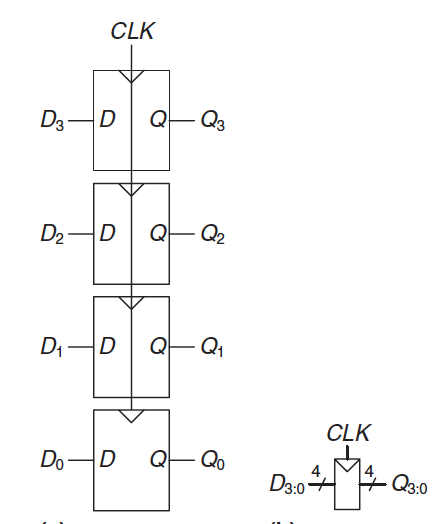 CLK
D3 D Q Q3
D2 D Q Q2
D1 D Q Q1
D0 D Q Q0
CLK
4 4
D3:0 Q3:0